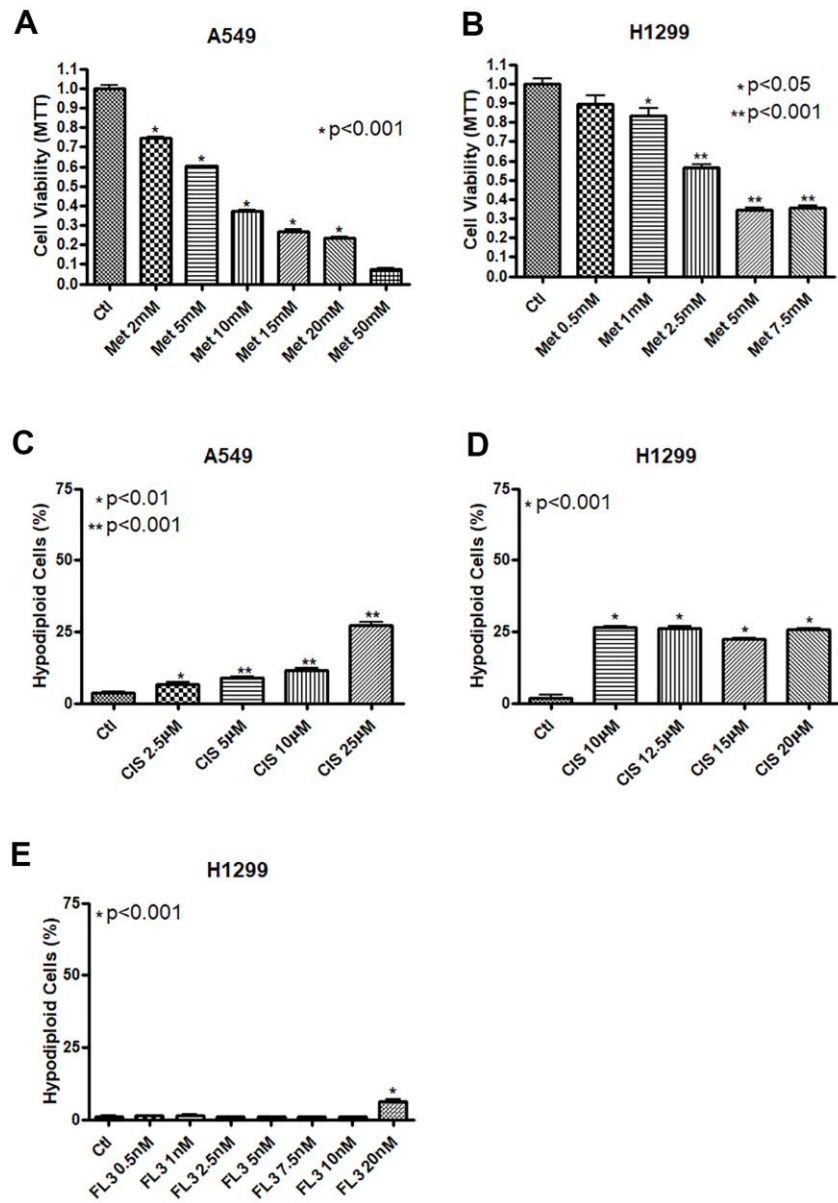 A
A549
Cell Viability (MTT)
1.1
1.0
0.9
0.8
0.7
0.6
0.5
0.4
0.3
0.2
0.1
0.0
* p<0.001
*
*
*
*
*
Ctl
Met 2mM
Met 5mM
Met 10mM
Met 15mM
Met 20mM
Met 50mM
B
H1299
Cell Viability (MTT)
1.1
1.0
0.9
0.8
0.7
0.6
0.5
0.4
0.3
0.2
0.1
0.0
* p<0.05
** p<0.001
*
**
**
**
Ctl
Met 0.5mM
Met 1mM
Met 2.5mM
Met 5mM
Met 7.5mM
C
A549
Hypodiploid Cells (%)
75
50
25
0
* p<0.01
** p<0.001
*
**
**
**
Ctl
CIS 2.5µM
CIS 5µM
CIS 10µM
CIS 25µM
D
H1299
Hypodiploid Cells (%)
75
50
25
0
* p<0.001
*
*
*
*
Ctl
CIS 10µM
CIS 12.5µM
CIS 15µM
CIS 20µM
E
H1299
Hypodiploid Cells (%)
75
50
25
0
* p<0.001
*
Ctl
FL3 0.5nM
FL3 1nM
FL3 2.5nM
FL3 5nM
FL3 7.5nM
FL3 10nM
FL3 20nM